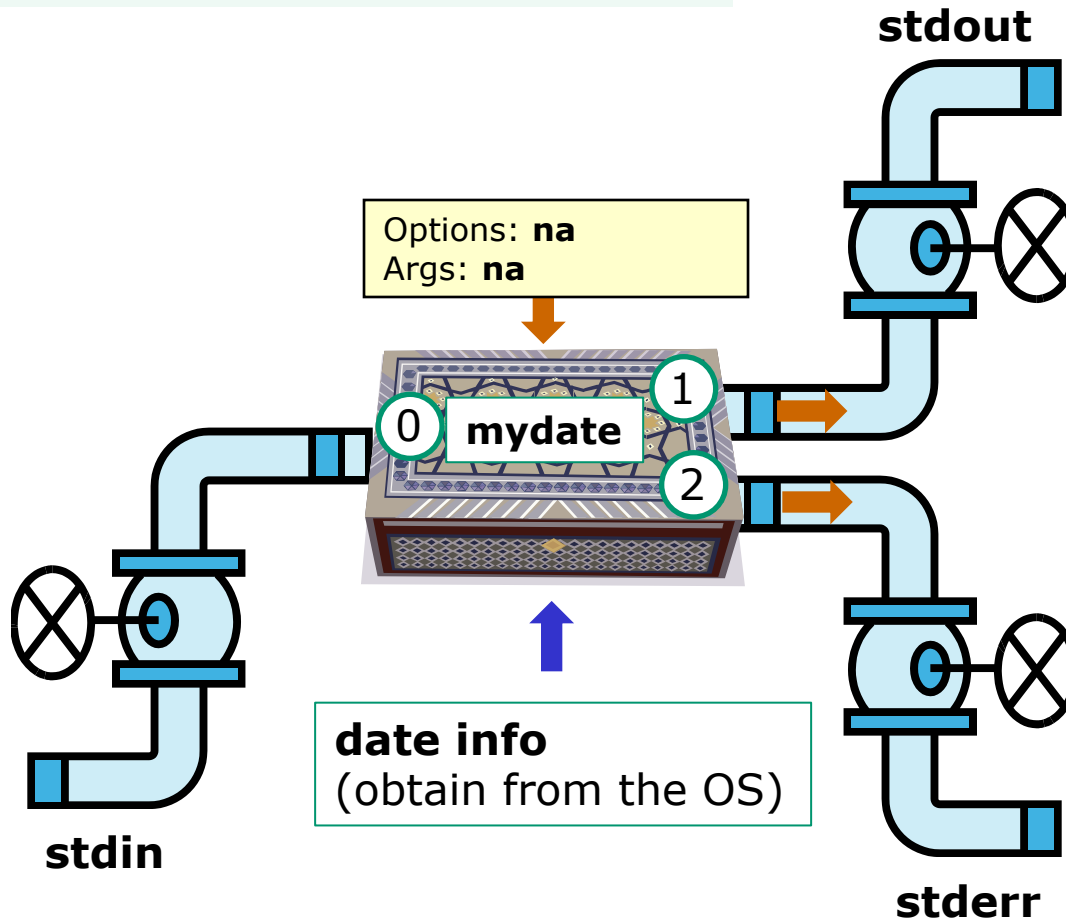 stdout
Options: na
Args: na
1
0
mydate
2
date info
(obtain from the OS)
stdin
stderr